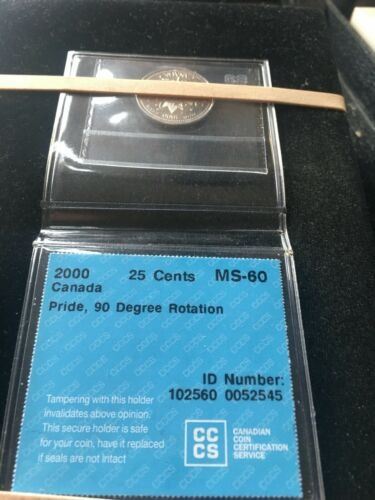 2000 25 Cents MS-60
Canada
Pride, 90 Degree Rotation
ID Number:
102560 0052545
Tampering with this holder
invalidates above opinion.
This secure holder is safe
for your coin, have it replaced
if seals are not intact
CC
CS
CANADIAN
COIN
CERTIFICATION
SERVICE